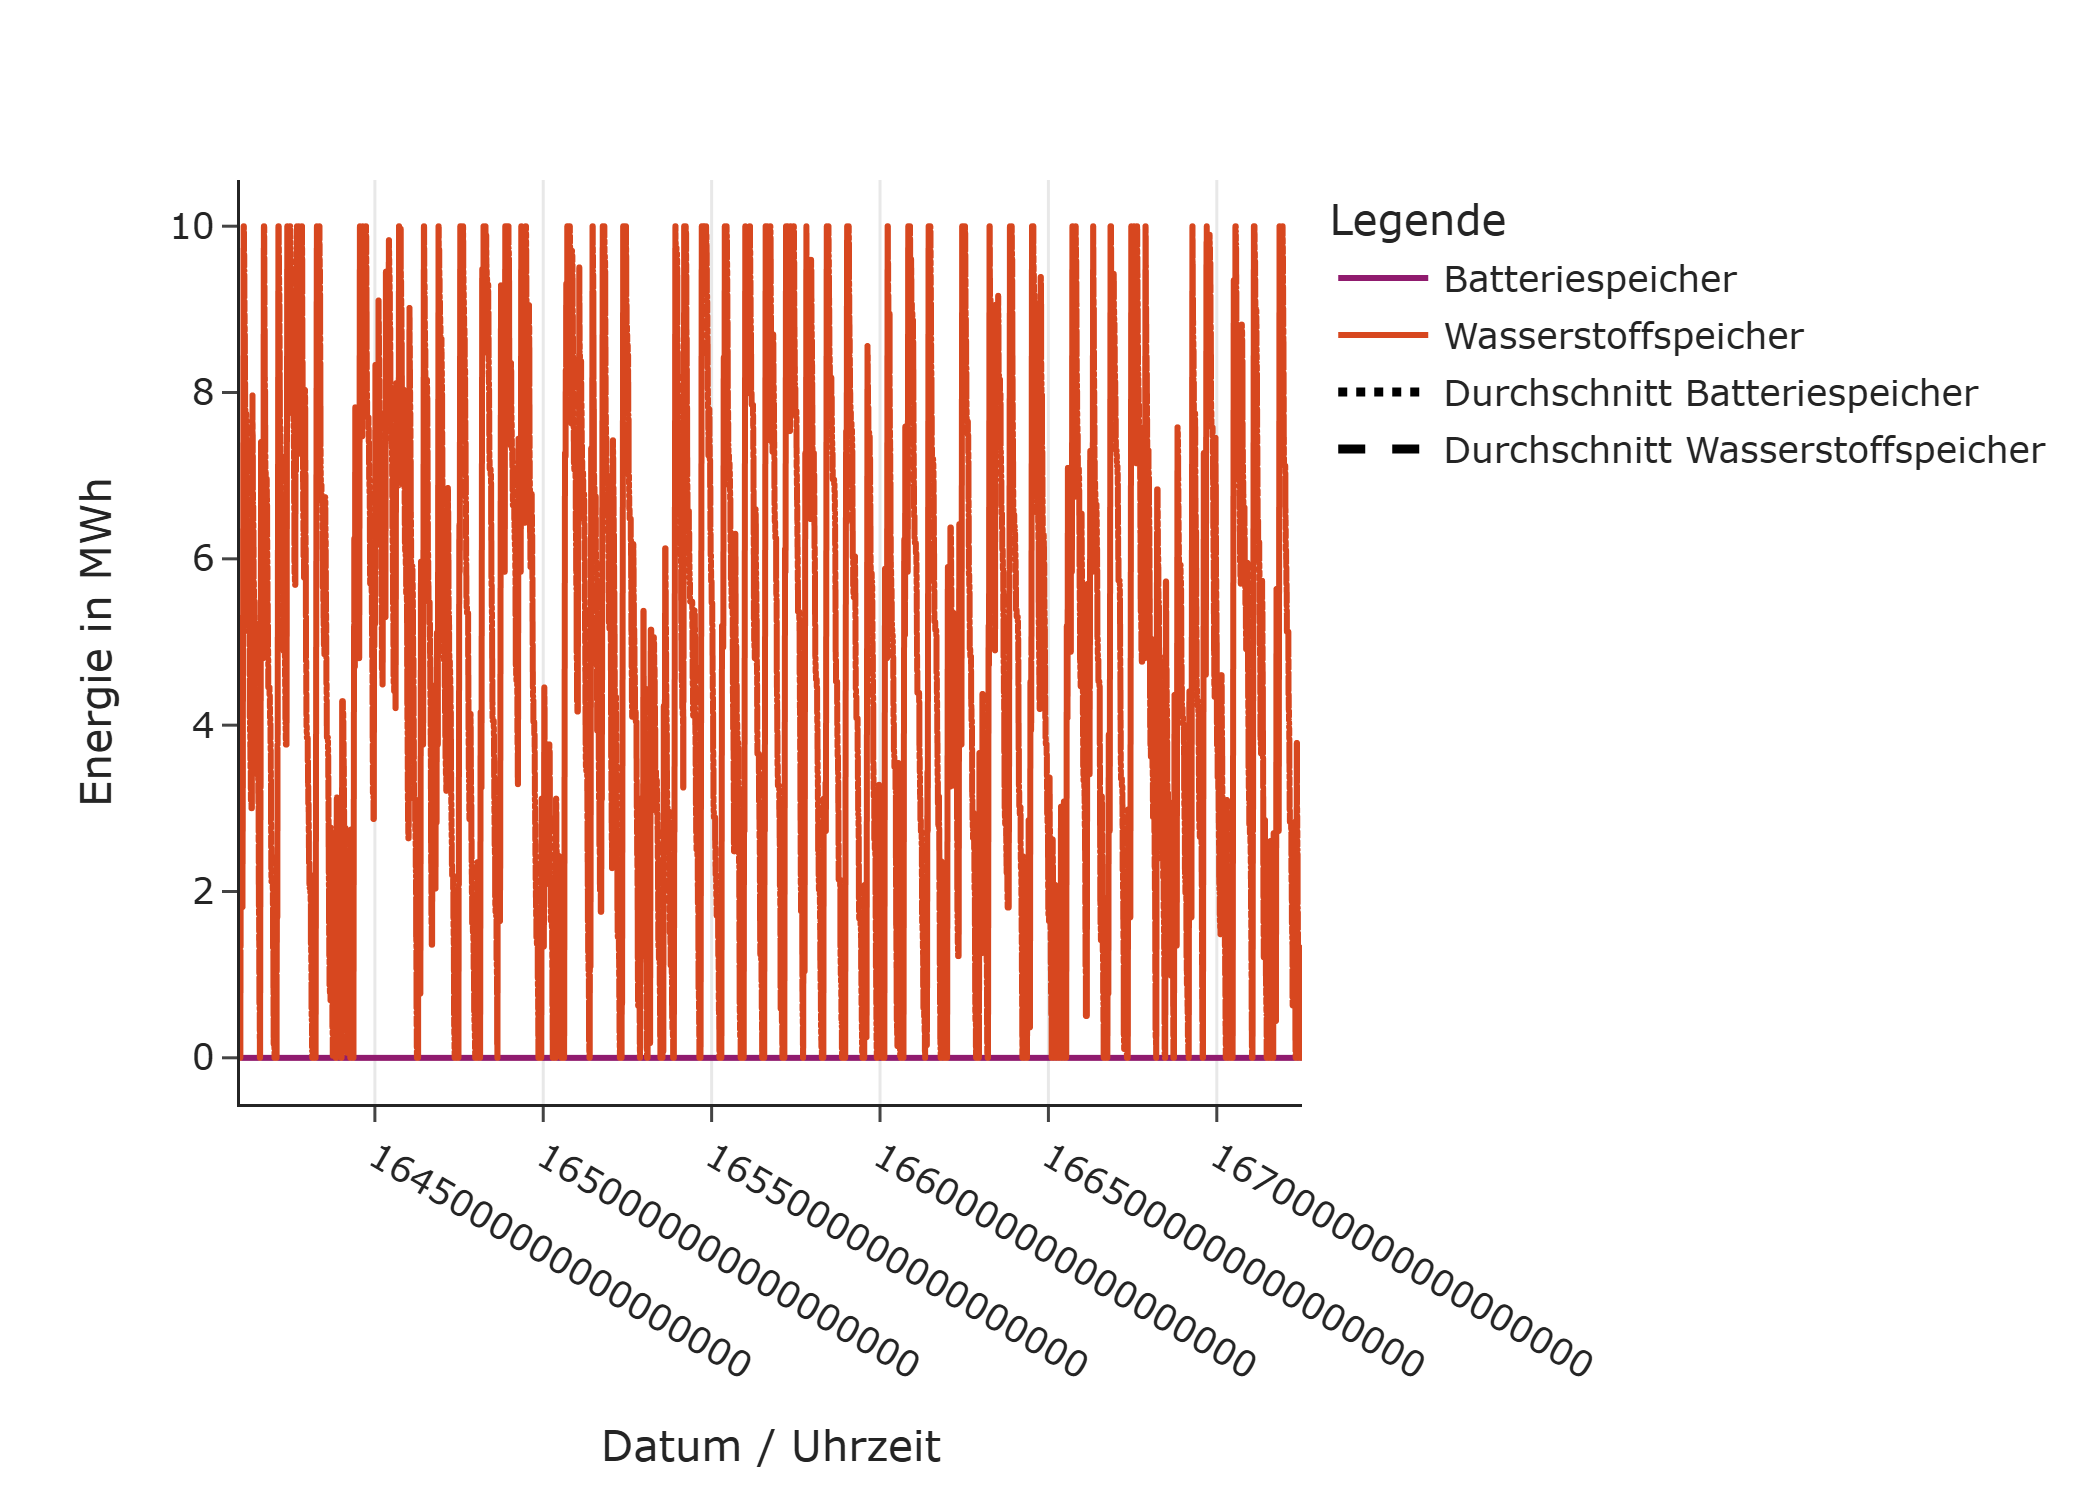 Energie in MWh
10
8
6
4
2
0
1645000000000000000
1650000000000000000
1655000000000000000
1660000000000000000
1665000000000000000
1670000000000000000
Datum / Uhrzeit
Legende
Batteriespeicher
Wasserstoffspeicher
Durchschnitt Batteriespeicher
Durchschnitt Wasserstoffspeicher